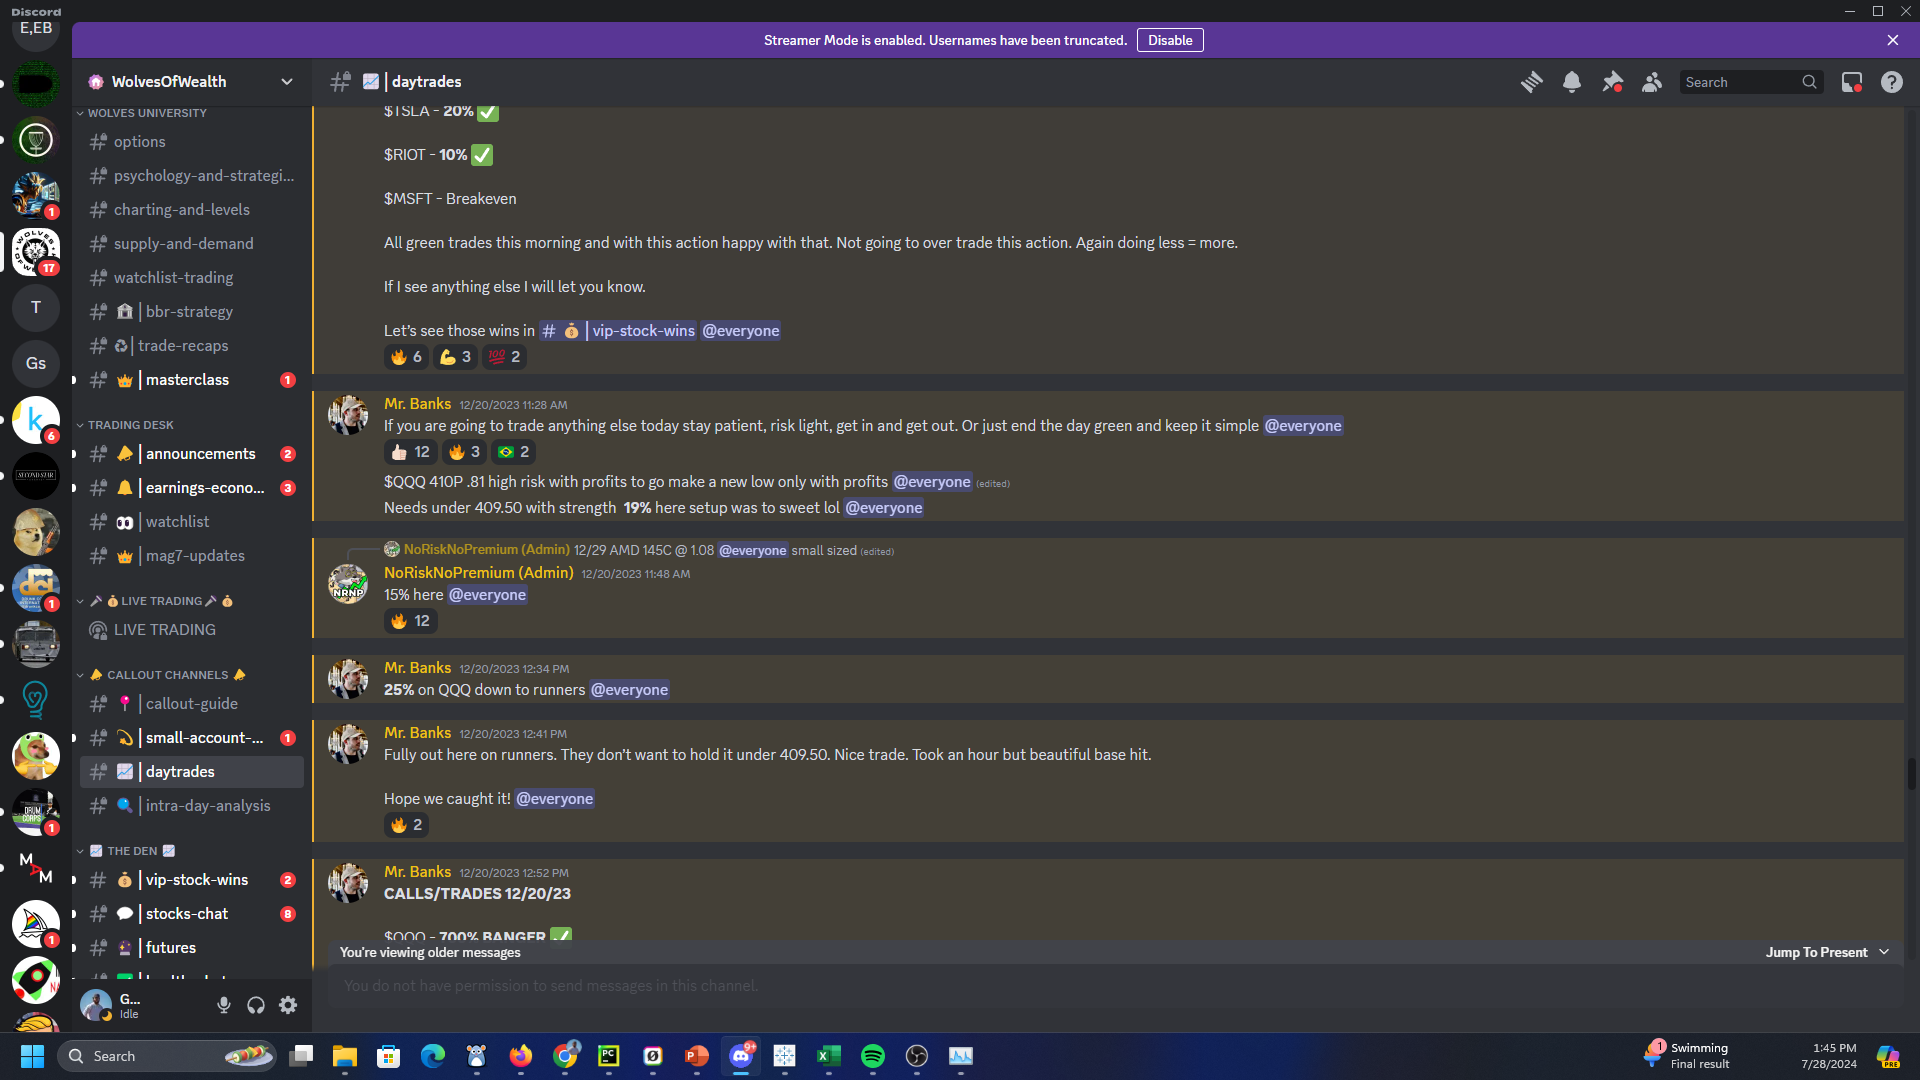 Discord
E,EB
Streamer Mode is enabled. Usernames have been truncated. Disable
WolvesOfWealth
| daytrades
Search
WOLVES UNIVERSITY
options
psychology-and-strategi...
charting-and-levels
supply-and-demand
watchlist-trading
| bbr-strategy
| trade-recaps
| masterclass 1
TRADING DESK
| announcements 2
| earnings-econo... 3
| watchlist
| mag7-updates
LIVE TRADING
LIVE TRADING
CALLOUT CHANNELS
| callout-guide
| small-account-... 1
| daytrades
| intra-day-analysis
THE DEN
| vip-stock-wins 2
| stocks-chat 8
| futures
1
17
T
Gs
k
6
SECOND STAR
dci
1
DRUM CORPS
1
M A M
1
$TSLA - 20% ✅
$RIOT - 10% ✅
$MSFT - Breakeven
All green trades this morning and with this action happy with that. Not going to over trade this action. Again doing less = more.
If I see anything else I will let you know.
Let's see those wins in # 💰 | vip-stock-wins @everyone
🔥 6 💪 3 💯 2
Mr. Banks 12/20/2023 11:28 AM
If you are going to trade anything else today stay patient, risk light, get in and get out. Or just end the day green and keep it simple @everyone
👍🏻 12 🔥 3 🇧🇷 2
$QQQ 410P .81 high risk with profits to go make a new low only with profits @everyone (edited)
Needs under 409.50 with strength 19% here setup was to sweet lol @everyone
NoRiskNoPremium (Admin) 12/29 AMD 145C @ 1.08 @everyone small sized (edited)
NRNP
NoRiskNoPremium (Admin) 12/20/2023 11:48 AM
15% here @everyone
🔥 12
Mr. Banks 12/20/2023 12:34 PM
25% on QQQ down to runners @everyone
Mr. Banks 12/20/2023 12:41 PM
Fully out here on runners. They don't want to hold it under 409.50. Nice trade. Took an hour but beautiful base hit.
Hope we caught it! @everyone
🔥 2
Mr. Banks 12/20/2023 12:52 PM
CALLS/TRADES 12/20/23
$QQQ - 700% BANGER ✅
You're viewing older messages
Jump To Present
You do not have permission to send messages in this channel.
G...
Idle
Search
PC
9+
1
Swimming
Final result
1:45 PM
7/28/2024
PRE